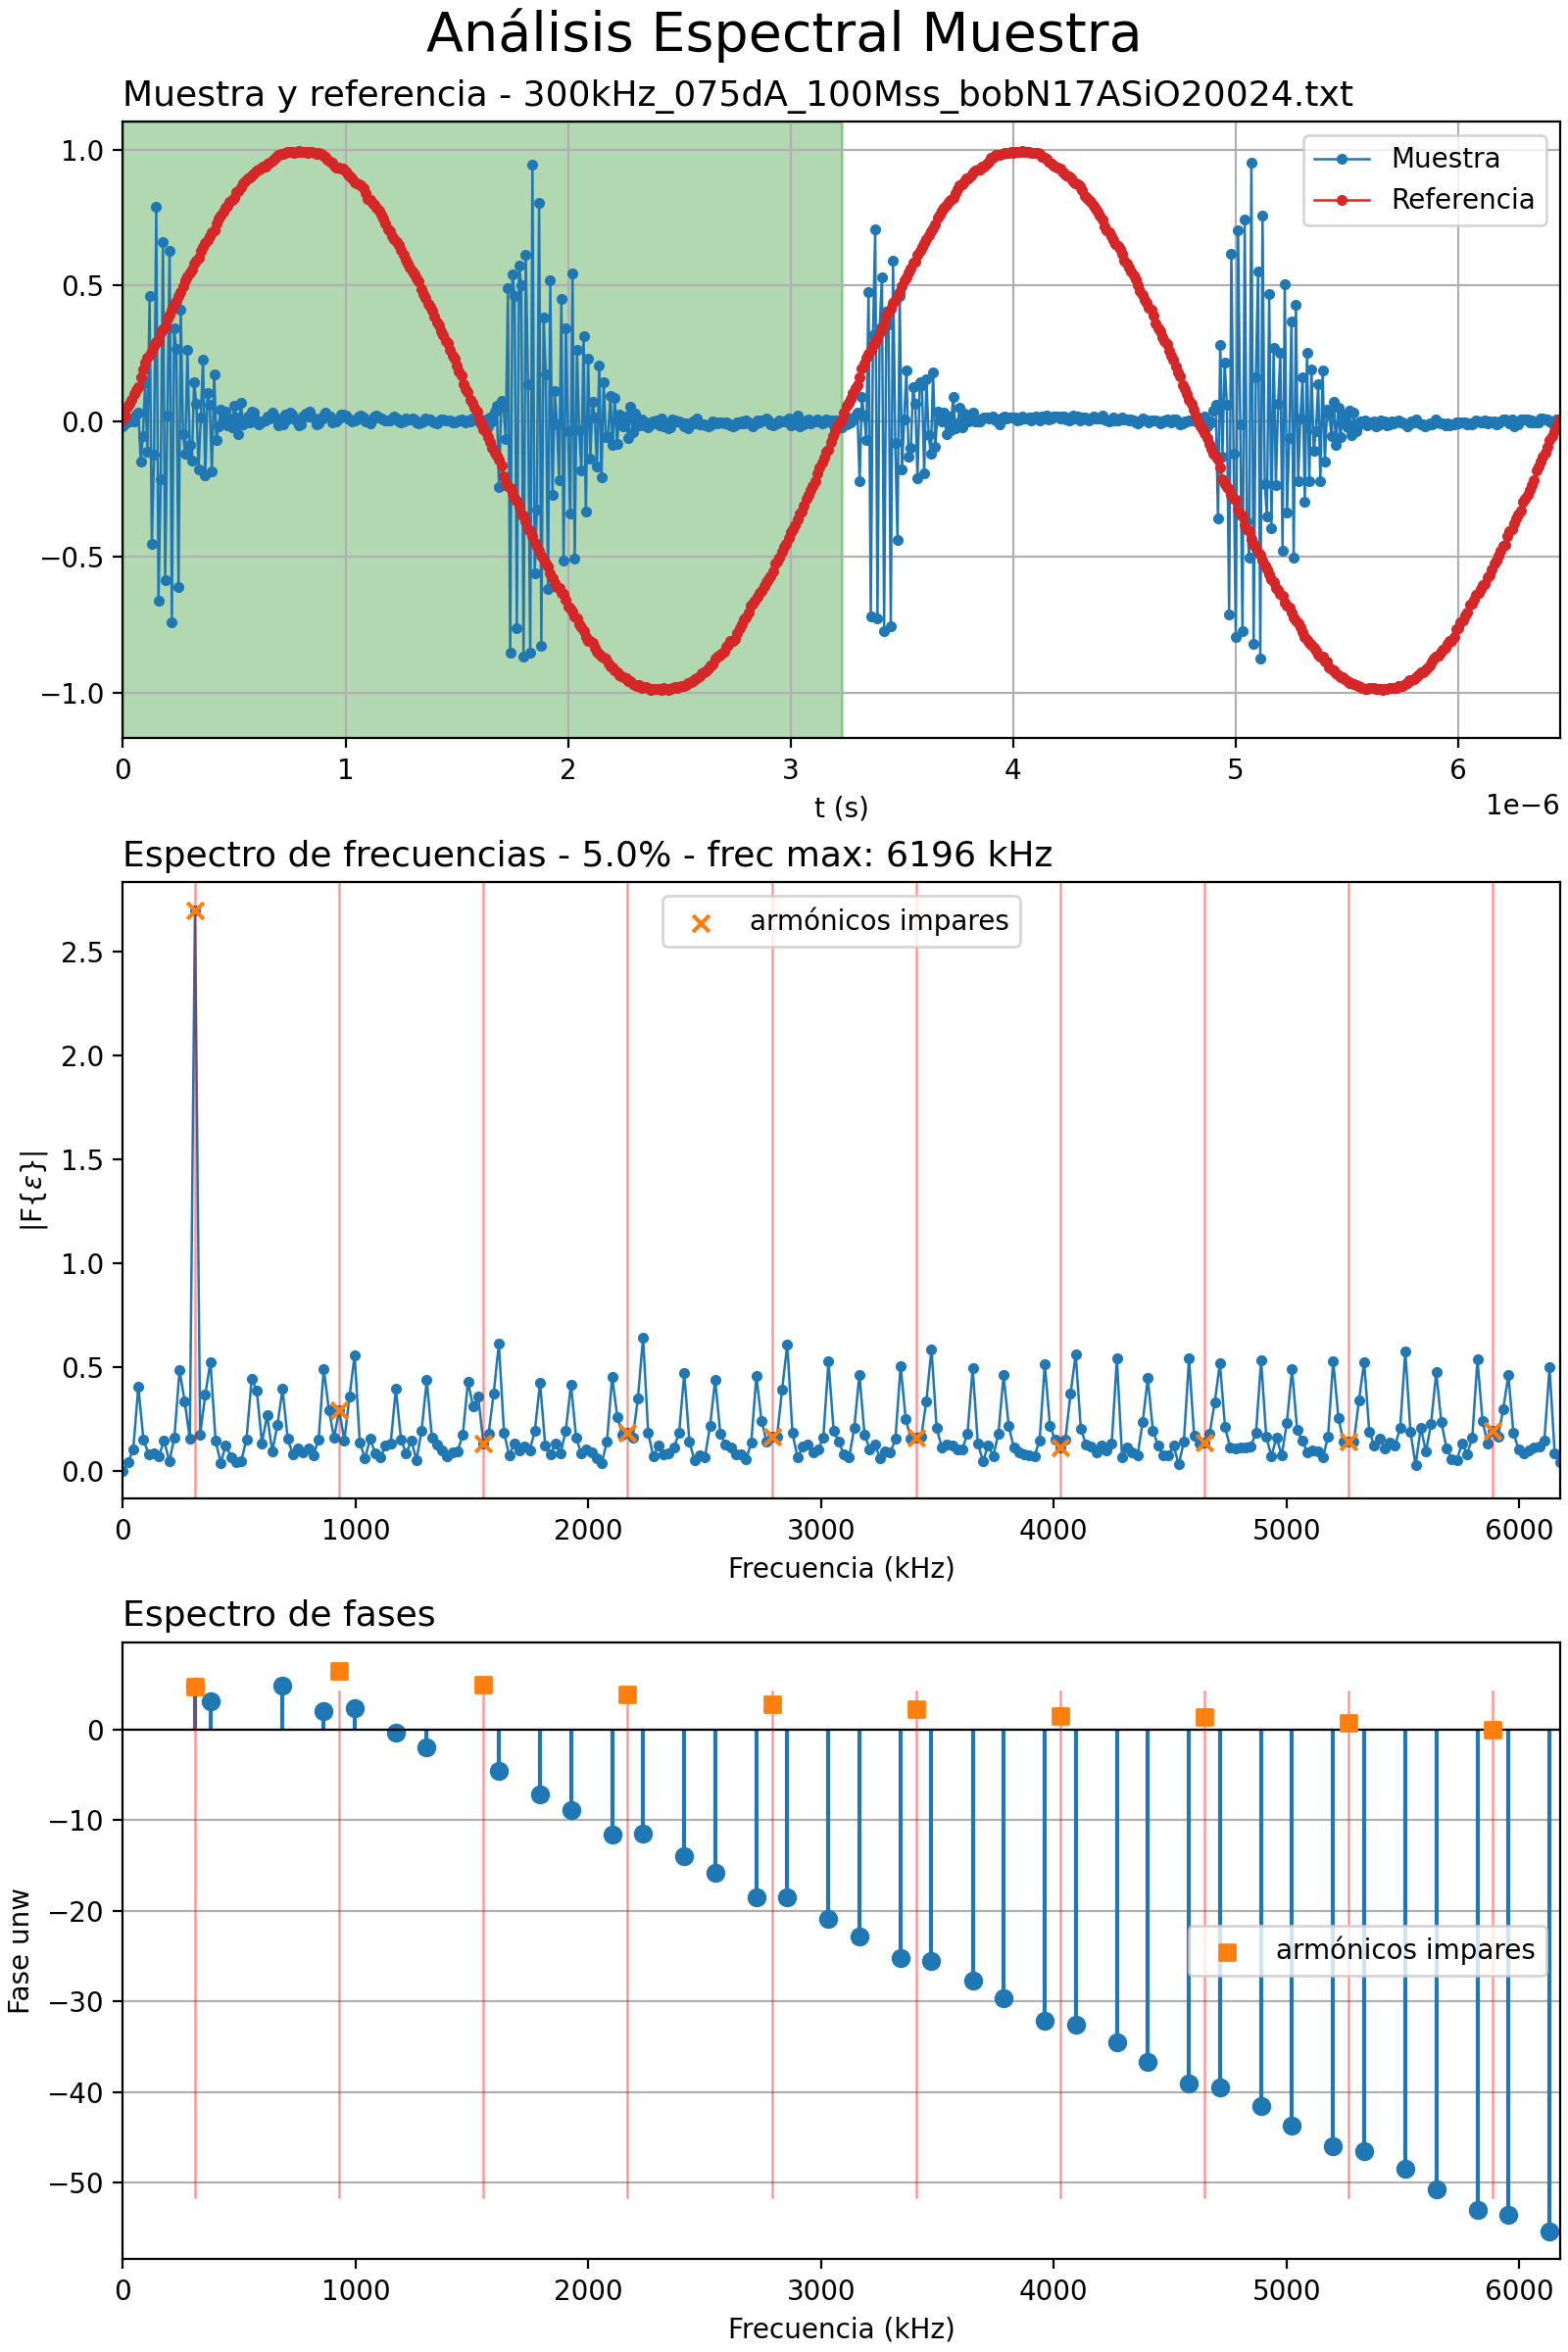 Análisis Espectral Muestra
Muestra y referencia - 300kHz_075dA_100Mss_bobN17ASiO20024.txt
1.0
0.5
0.0
−0.5
−1.0
Muestra
Referencia
0 1 2 3 4 5 6
t (s)
1e−6
Espectro de frecuencias - 5.0% - frec max: 6196 kHz
|F{ε}|
2.5
2.0
1.5
1.0
0.5
0.0
armónicos impares
0 1000 2000 3000 4000 5000 6000
Frecuencia (kHz)
Espectro de fases
Fase unw
0
−10
−20
−30
−40
−50
armónicos impares
0 1000 2000 3000 4000 5000 6000
Frecuencia (kHz)